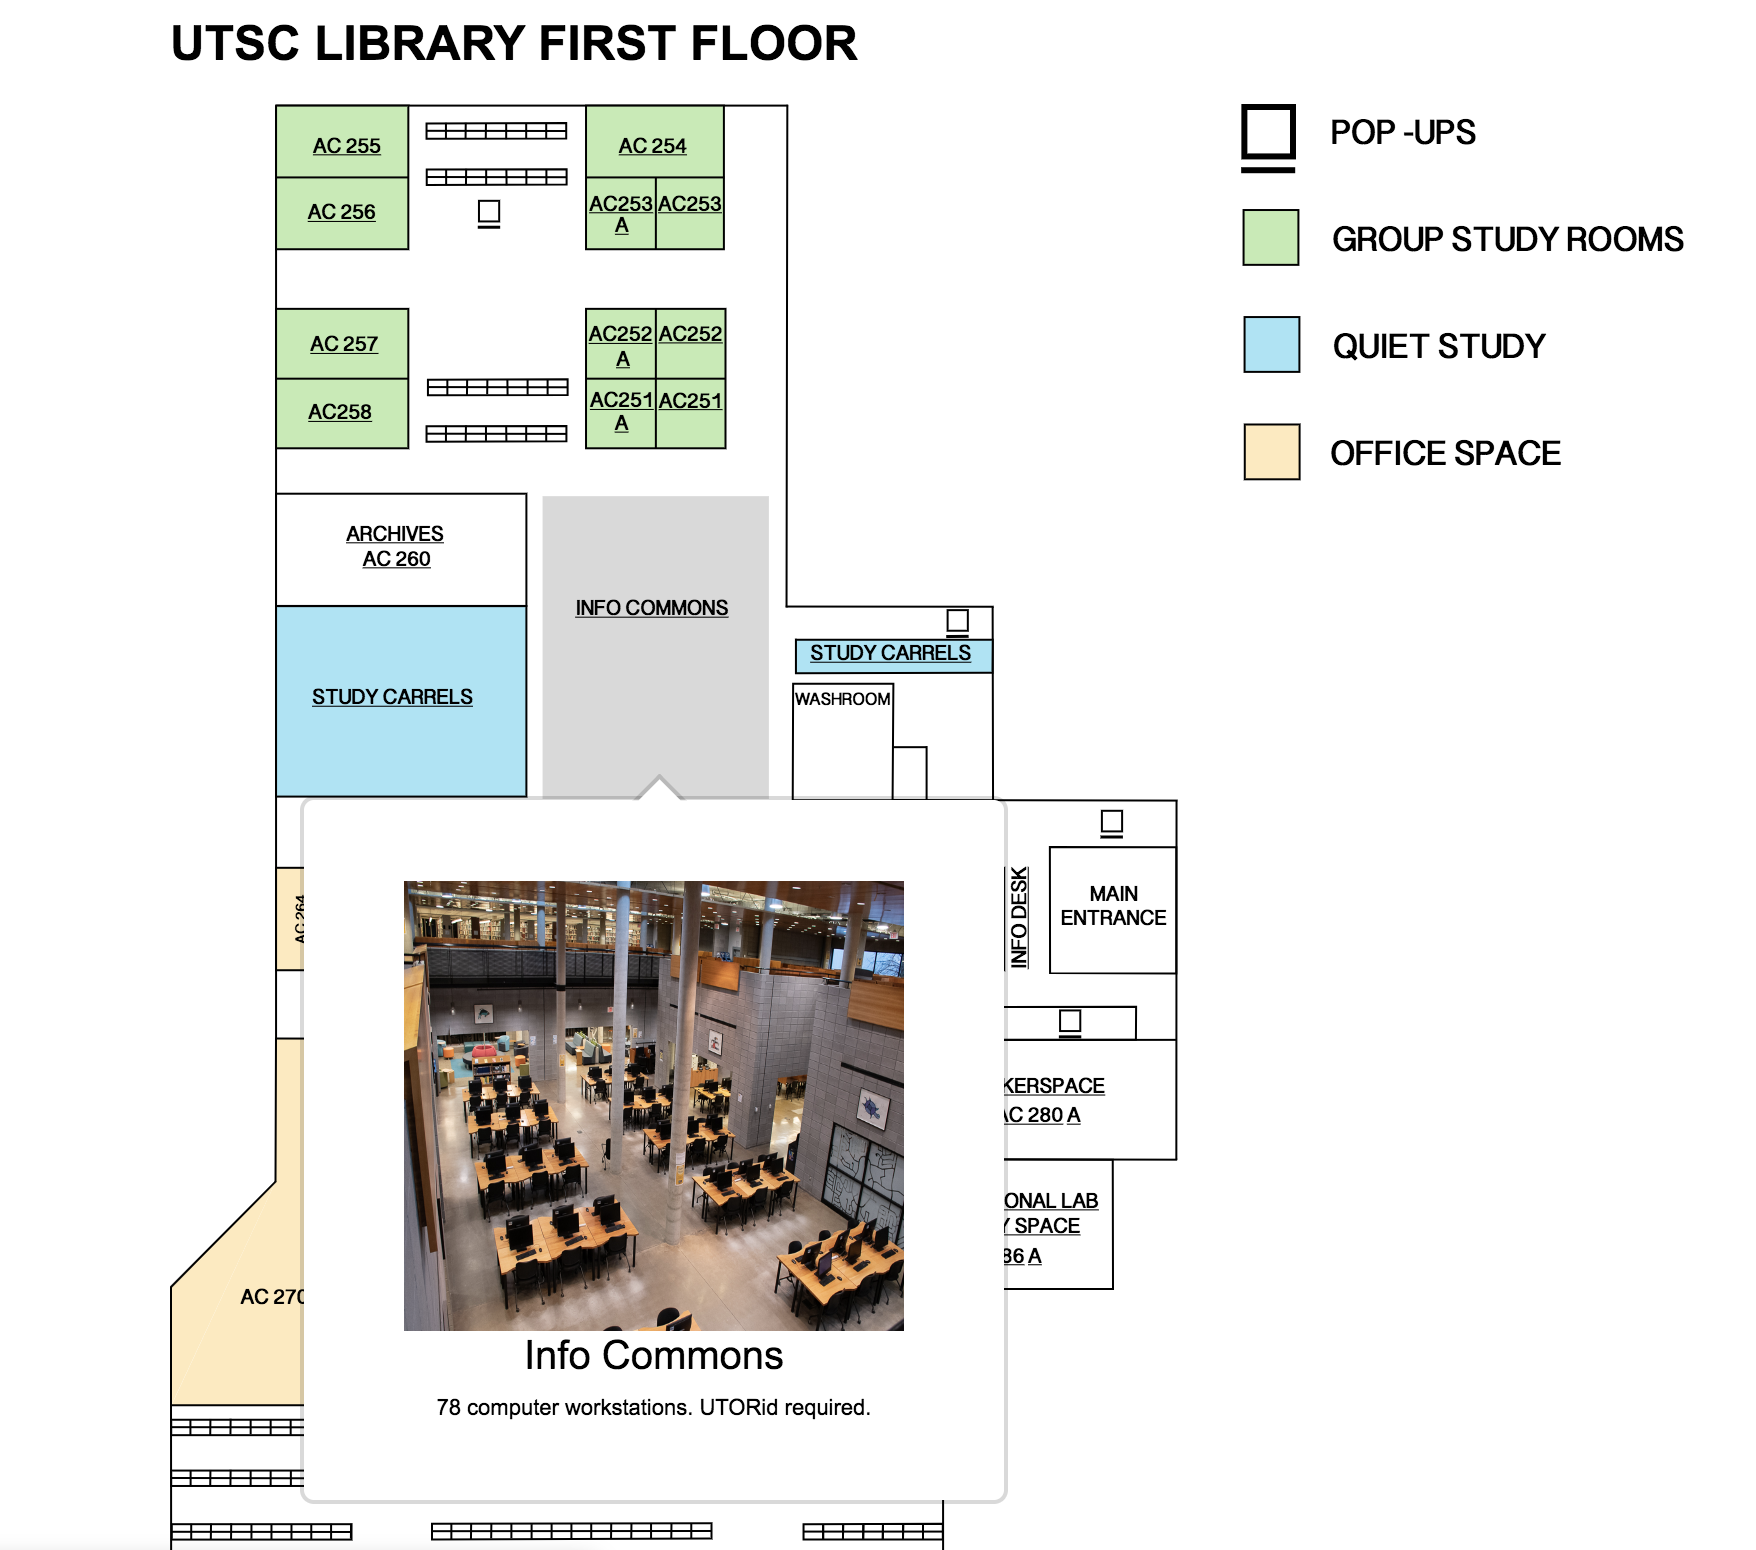 UTSC LIBRARY FIRST FLOOR
POP -UPS
GROUP STUDY ROOMS
QUIET STUDY
OFFICE SPACE
AC 255
AC 254
AC 256
AC253
A
AC253
AC 257
AC252
A
AC252
AC258
AC251
A
AC251
ARCHIVES
AC 260
INFO COMMONS
STUDY CARRELS
STUDY CARRELS
WASHROOM
AC 264
INFO DESK
MAIN
ENTRANCE
KERSPACE
AC 280 A
ONAL LAB
Y SPACE
86 A
AC 270
Info Commons
78 computer workstations. UTORid required.